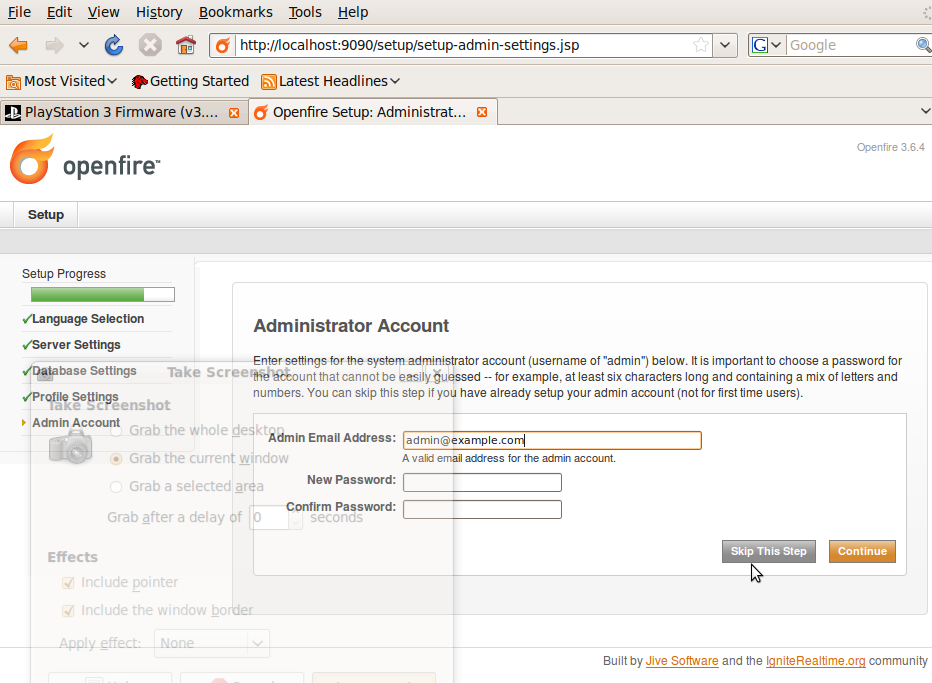 File Edit View History Bookmarks Tools Help
http://localhost:9090/setup/setup-admin-settings.jsp
G Google
Most Visited Getting Started Latest Headlines
PlayStation 3 Firmware (v3.... Openfire Setup: Administrat...
openfire™
Openfire 3.6.4
Setup
Setup Progress
Language Selection
Server Settings
Database Settings
Profile Settings
Admin Account
Administrator Account
Enter settings for the system administrator account (username of "admin") below. It is important to choose a password for
the account that cannot be easily guessed -- for example, at least six characters long and containing a mix of letters and
numbers. You can skip this step if you have already setup your admin account (not for first time users).
Admin Email Address: admin@example.com
A valid email address for the admin account.
New Password:
Confirm Password:
Skip This Step Continue
Take Screenshot
Take Screenshot
Grab the whole desktop
Grab the current window
Grab a selected area
Grab after a delay of 0 seconds
Effects
Include pointer
Include the window border
Apply effect: None
Built by Jive Software and the IgniteRealtime.org community